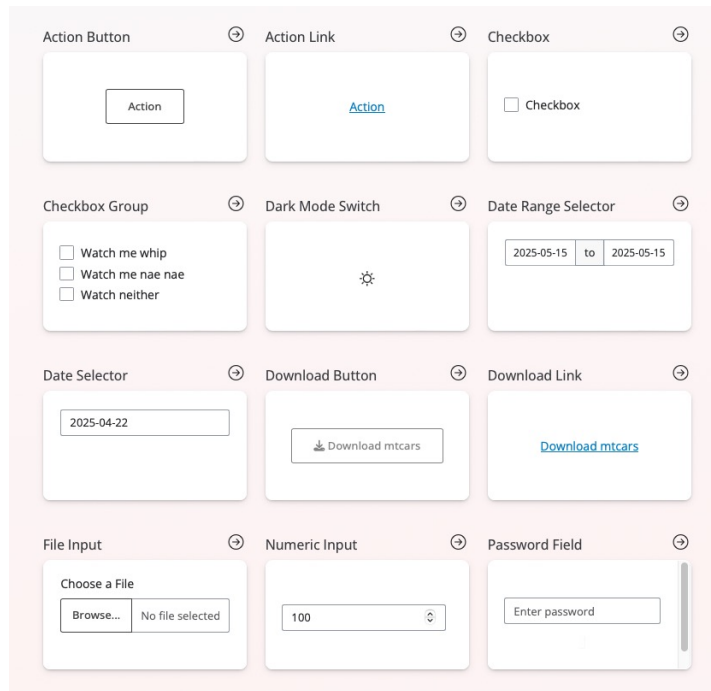 Action Button
Action
Action Link
Action
Checkbox
Checkbox
Checkbox Group
Watch me whip
Watch me nae nae
Watch neither
Dark Mode Switch
Date Range Selector
2025-05-15 to 2025-05-15
Date Selector
2025-04-22
Download Button
Download mtcars
Download Link
Download mtcars
File Input
Choose a File
Browse... No file selected
Numeric Input
100
Password Field
Enter password